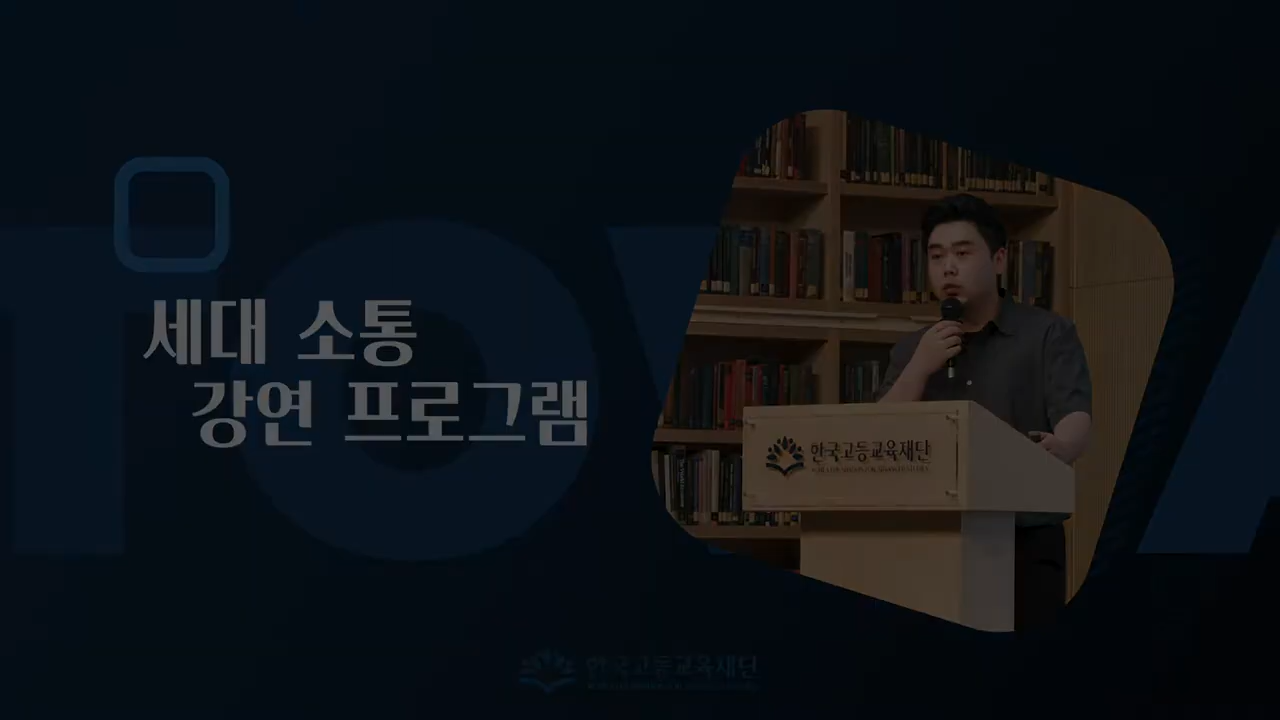 세대 소통
강연 프로그램
한국고등교육재단
한국고등교육재단